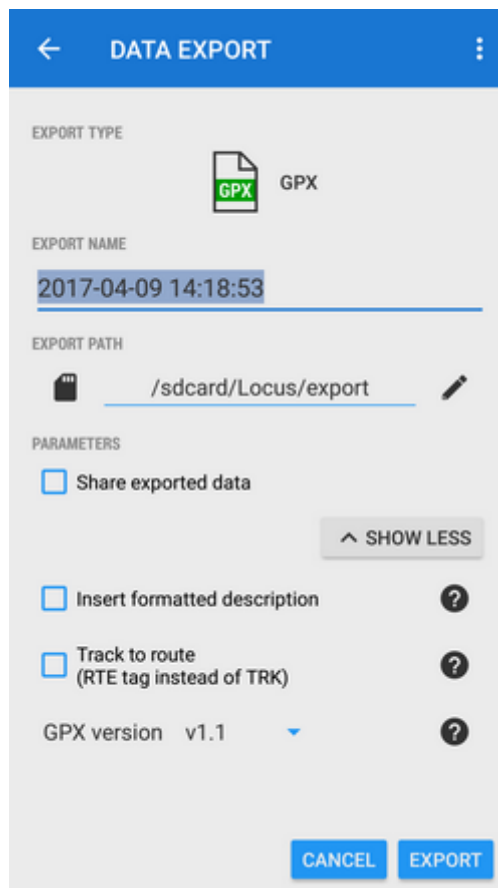 DATA EXPORT
EXPORT TYPE
GPX GPX
EXPORT NAME
2017-04-09 14:18:53
EXPORT PATH
/sdcard/Locus/export
PARAMETERS
Share exported data
SHOW LESS
Insert formatted description
?
Track to route
(RTE tag instead of TRK)
?
GPX version v1.1
?
CANCEL EXPORT